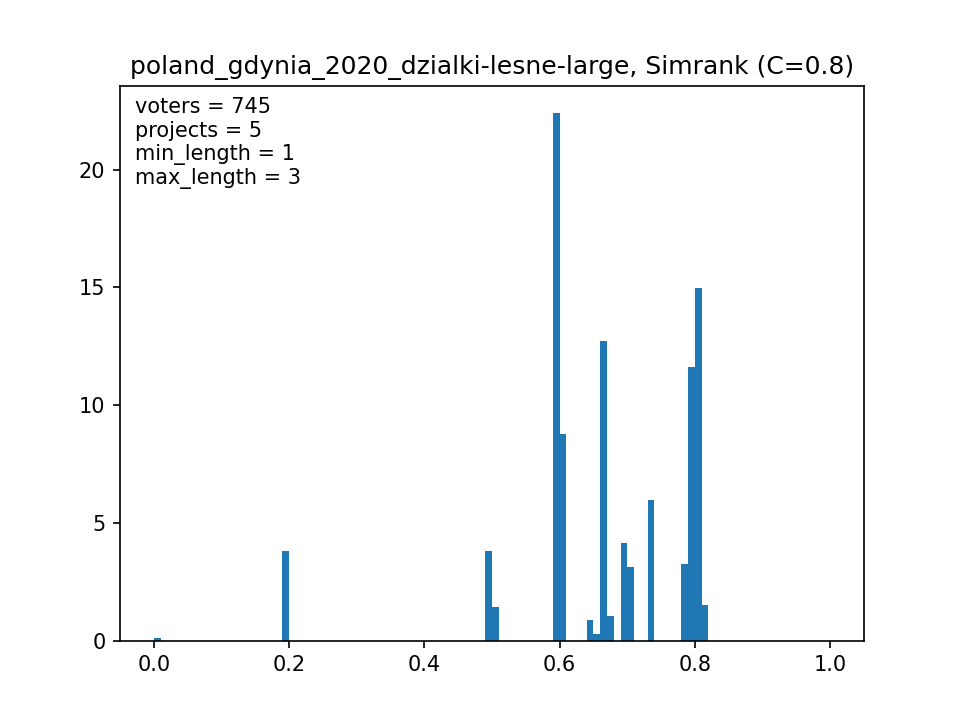 poland_gdynia_2020_dzialki-lesne-large, Simrank (C=0.8)
voters = 745
projects = 5
min_length = 1
max_length = 3
20
15
10
5
0
0.0 0.2 0.4 0.6 0.8 1.0